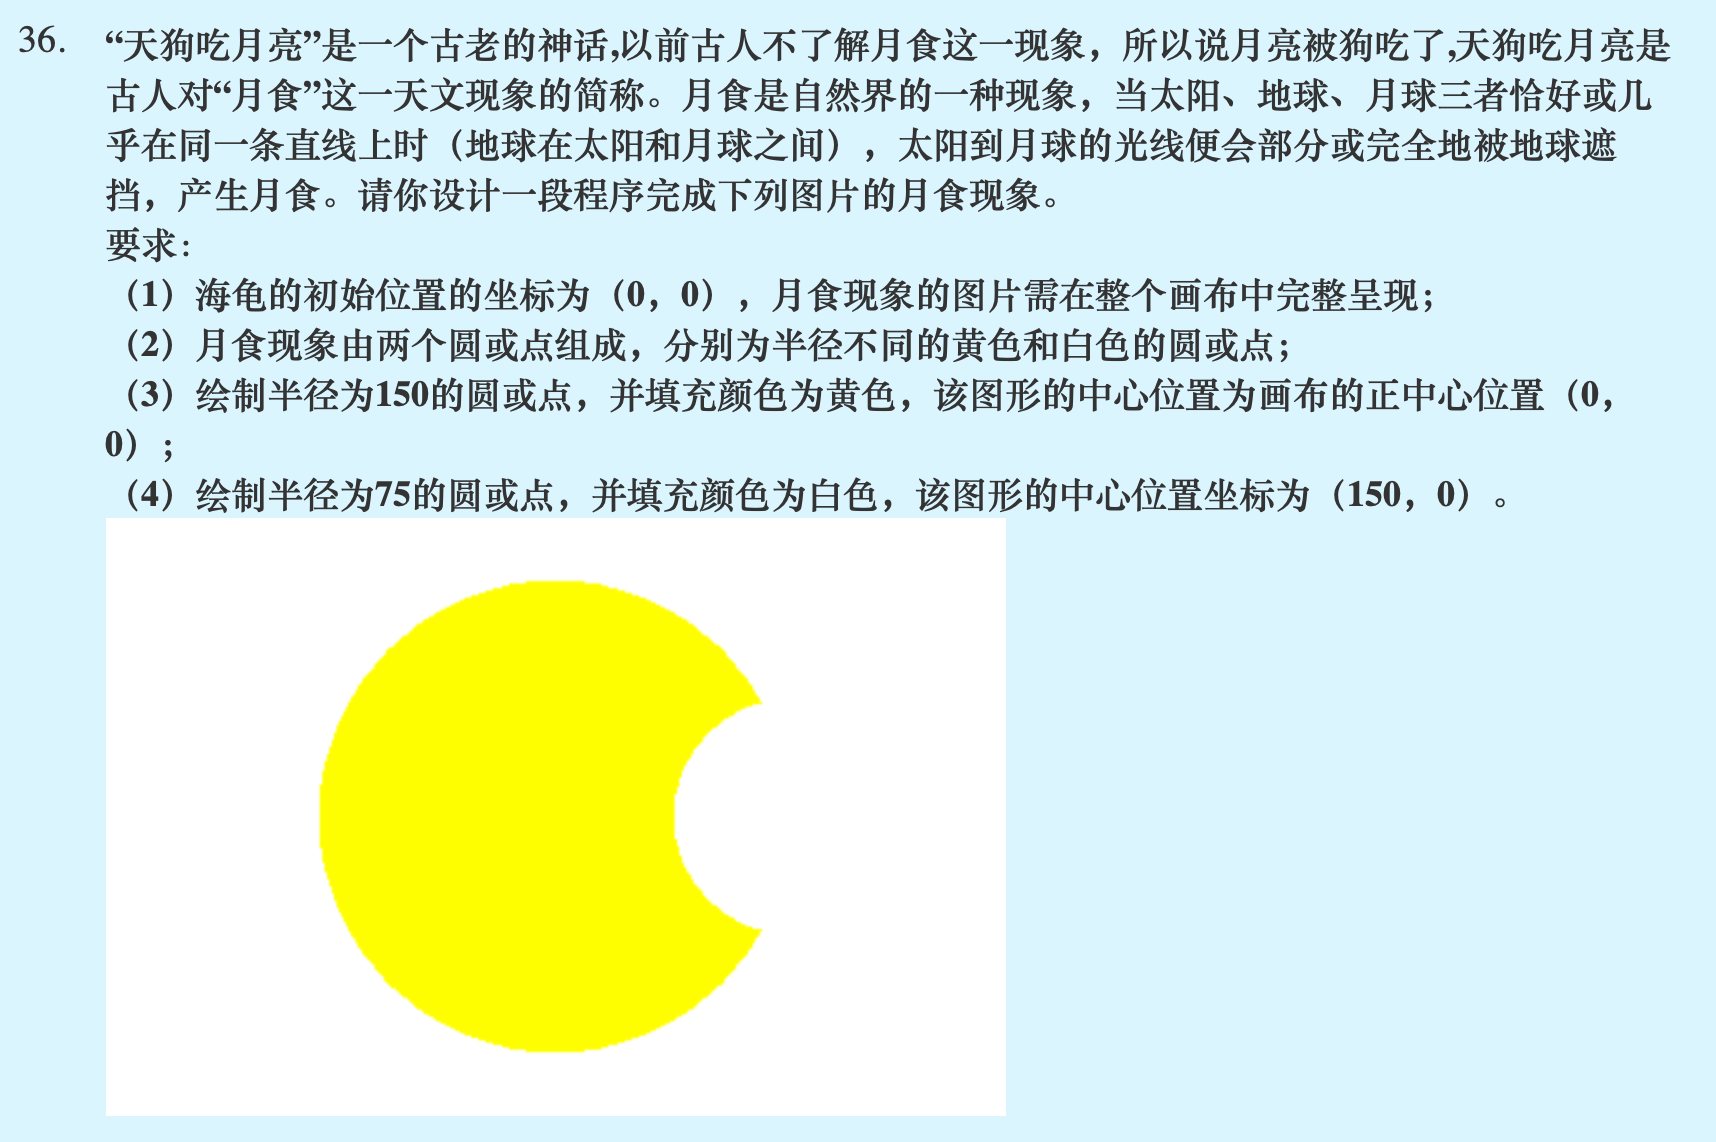 36. “天狗吃月亮”是一个古老的神话,以前古人不了解月食这一现象，所以说月亮被狗吃了,天狗吃月亮是
古人对“月食”这一天文现象的简称。月食是自然界的一种现象，当太阳、地球、月球三者恰好或几
乎在同一条直线上时（地球在太阳和月球之间），太阳到月球的光线便会部分或完全地被地球遮
挡，产生月食。请你设计一段程序完成下列图片的月食现象。
要求:
（1）海龟的初始位置的坐标为（0，0），月食现象的图片需在整个画布中完整呈现;
（2）月食现象由两个圆或点组成，分别为半径不同的黄色和白色的圆或点;
（3）绘制半径为150的圆或点，并填充颜色为黄色，该图形的中心位置为画布的正中心位置（0，
0）;
（4）绘制半径为75的圆或点，并填充颜色为白色，该图形的中心位置坐标为（150，0）。